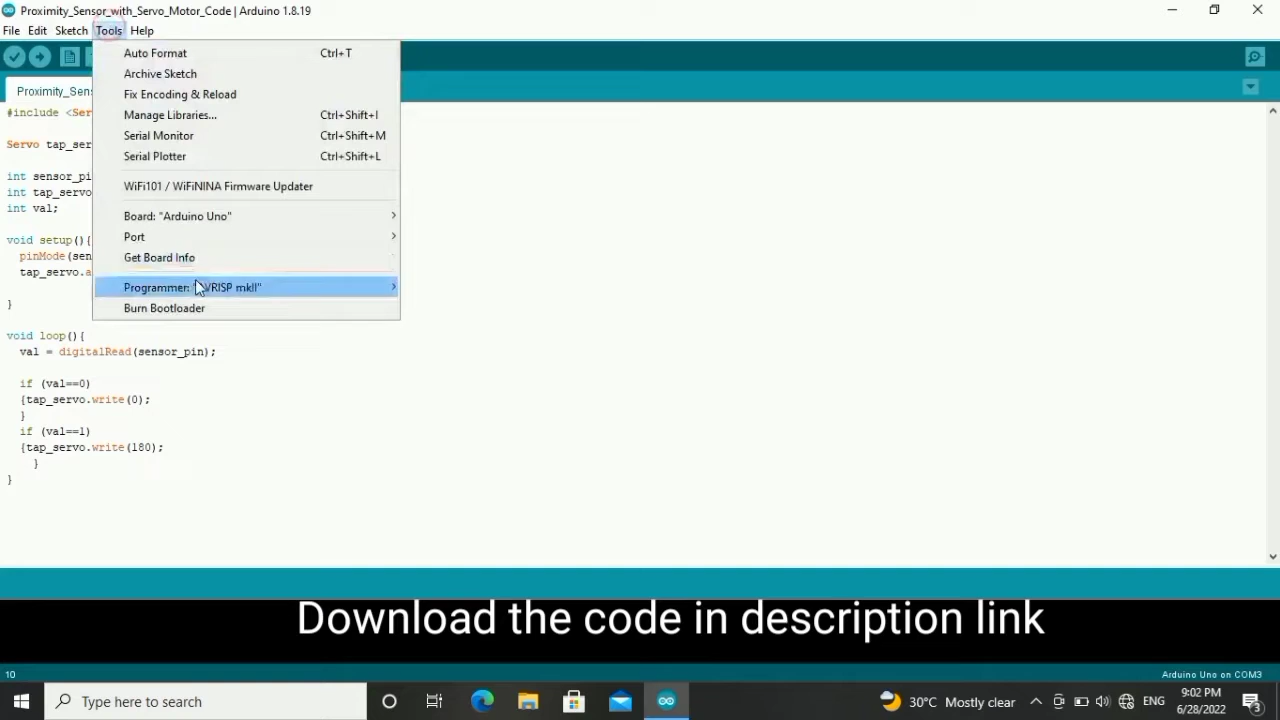 Proximity_Sensor_with_Servo_Motor_Code | Arduino 1.8.19
File Edit Sketch Tools Help
Auto Format Ctrl+T
Archive Sketch
Fix Encoding & Reload
Manage Libraries... Ctrl+Shift+I
Serial Monitor Ctrl+Shift+M
Serial Plotter Ctrl+Shift+L
WiFi101 / WiFiNINA Firmware Updater
Board: "Arduino Uno"
Port
Get Board Info
Programmer: VRISP mkII"
Burn Bootloader
Proximity_Sens
#include <Ser
Servo tap_ser
int sensor_pi
int tap_servo
int val;
void setup(){
pinMode(sen
tap_servo.a
}
void loop(){
val = digitalRead(sensor_pin);
if (val==0)
{tap_servo.write(0);
}
if (val==1)
{tap_servo.write(180);
}
}
Download the code in description link
10
Arduino Uno on COM3
Type here to search
30°C Mostly clear
ENG
9:02 PM
6/28/2022
3